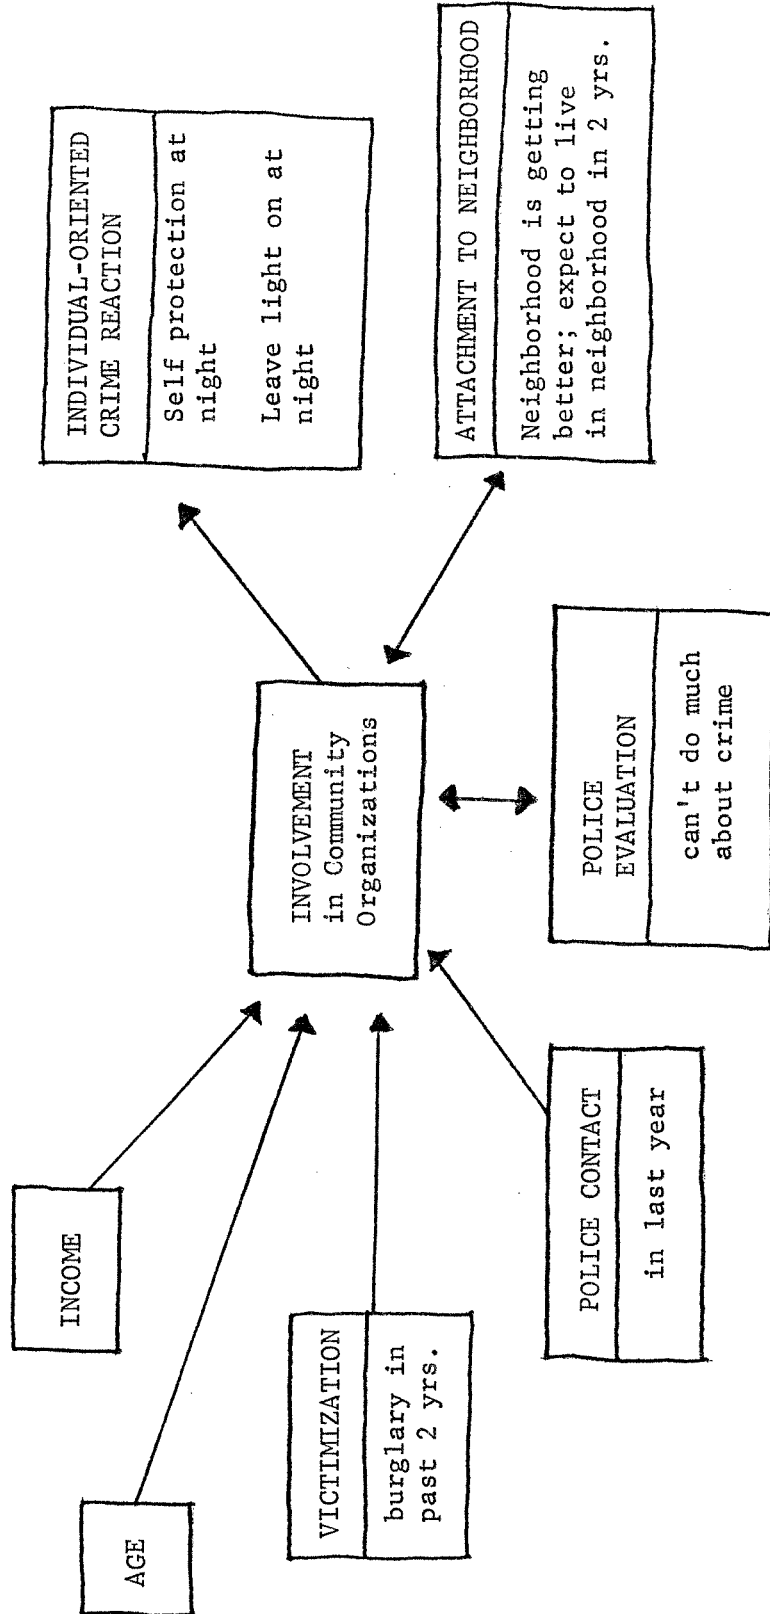 AGE
INCOME
VICTIMIZATION
burglary in
past 2 yrs.
POLICE CONTACT
in last year
INVOLVEMENT
in Community
Organizations
POLICE
EVALUATION
can't do much
about crime
INDIVIDUAL-ORIENTED
CRIME REACTION
Self protection at
night
Leave light on at
night
ATTACHMENT TO NEIGHBORHOOD
Neighborhood is getting
better; expect to live
in neighborhood in 2 yrs.